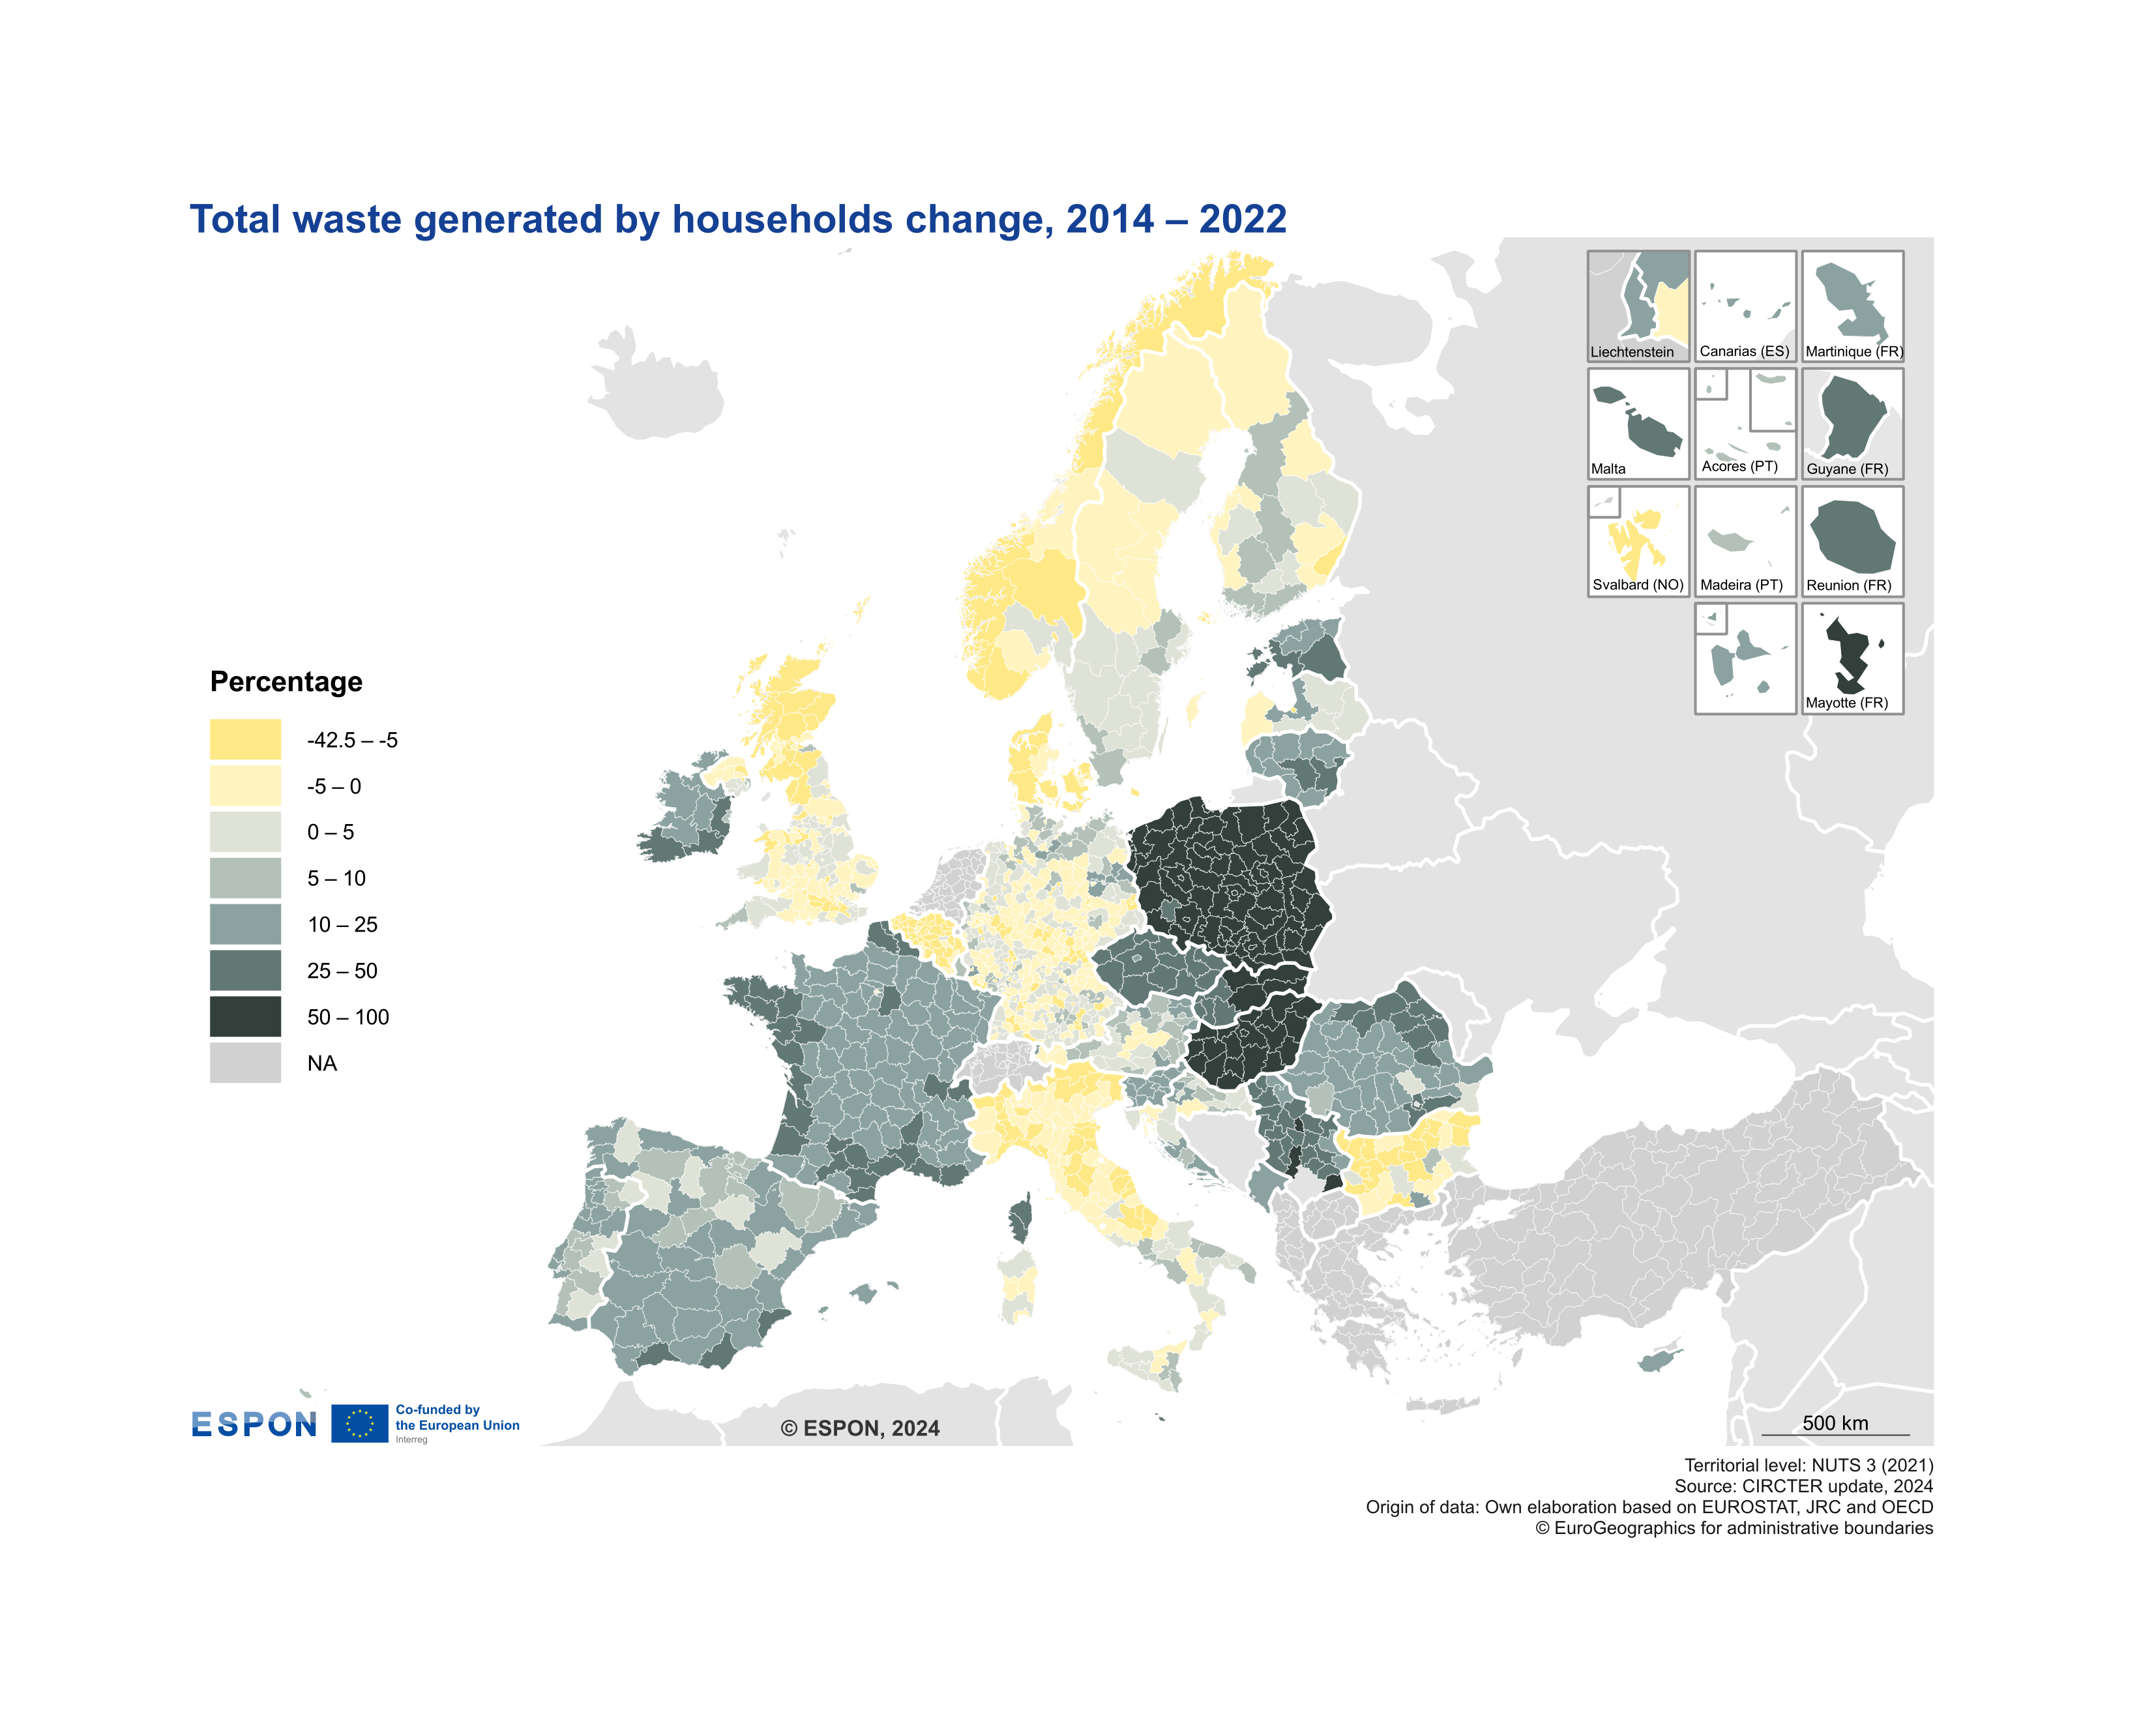 Total waste generated by households change, 2014 – 2022
Liechtenstein
Canarias (ES)
Martinique (FR)
Malta
Acores (PT)
Guyane (FR)
Svalbard (NO)
Madeira (PT)
Reunion (FR)
Mayotte (FR)
Percentage
-42.5 – -5
-5 – 0
0 – 5
5 – 10
10 – 25
25 – 50
50 – 100
NA
ESPON
Co-funded by
the European Union
Interreg
© ESPON, 2024
500 km
Territorial level: NUTS 3 (2021)
Source: CIRCTER update, 2024
Origin of data: Own elaboration based on EUROSTAT, JRC and OECD
© EuroGeographics for administrative boundaries